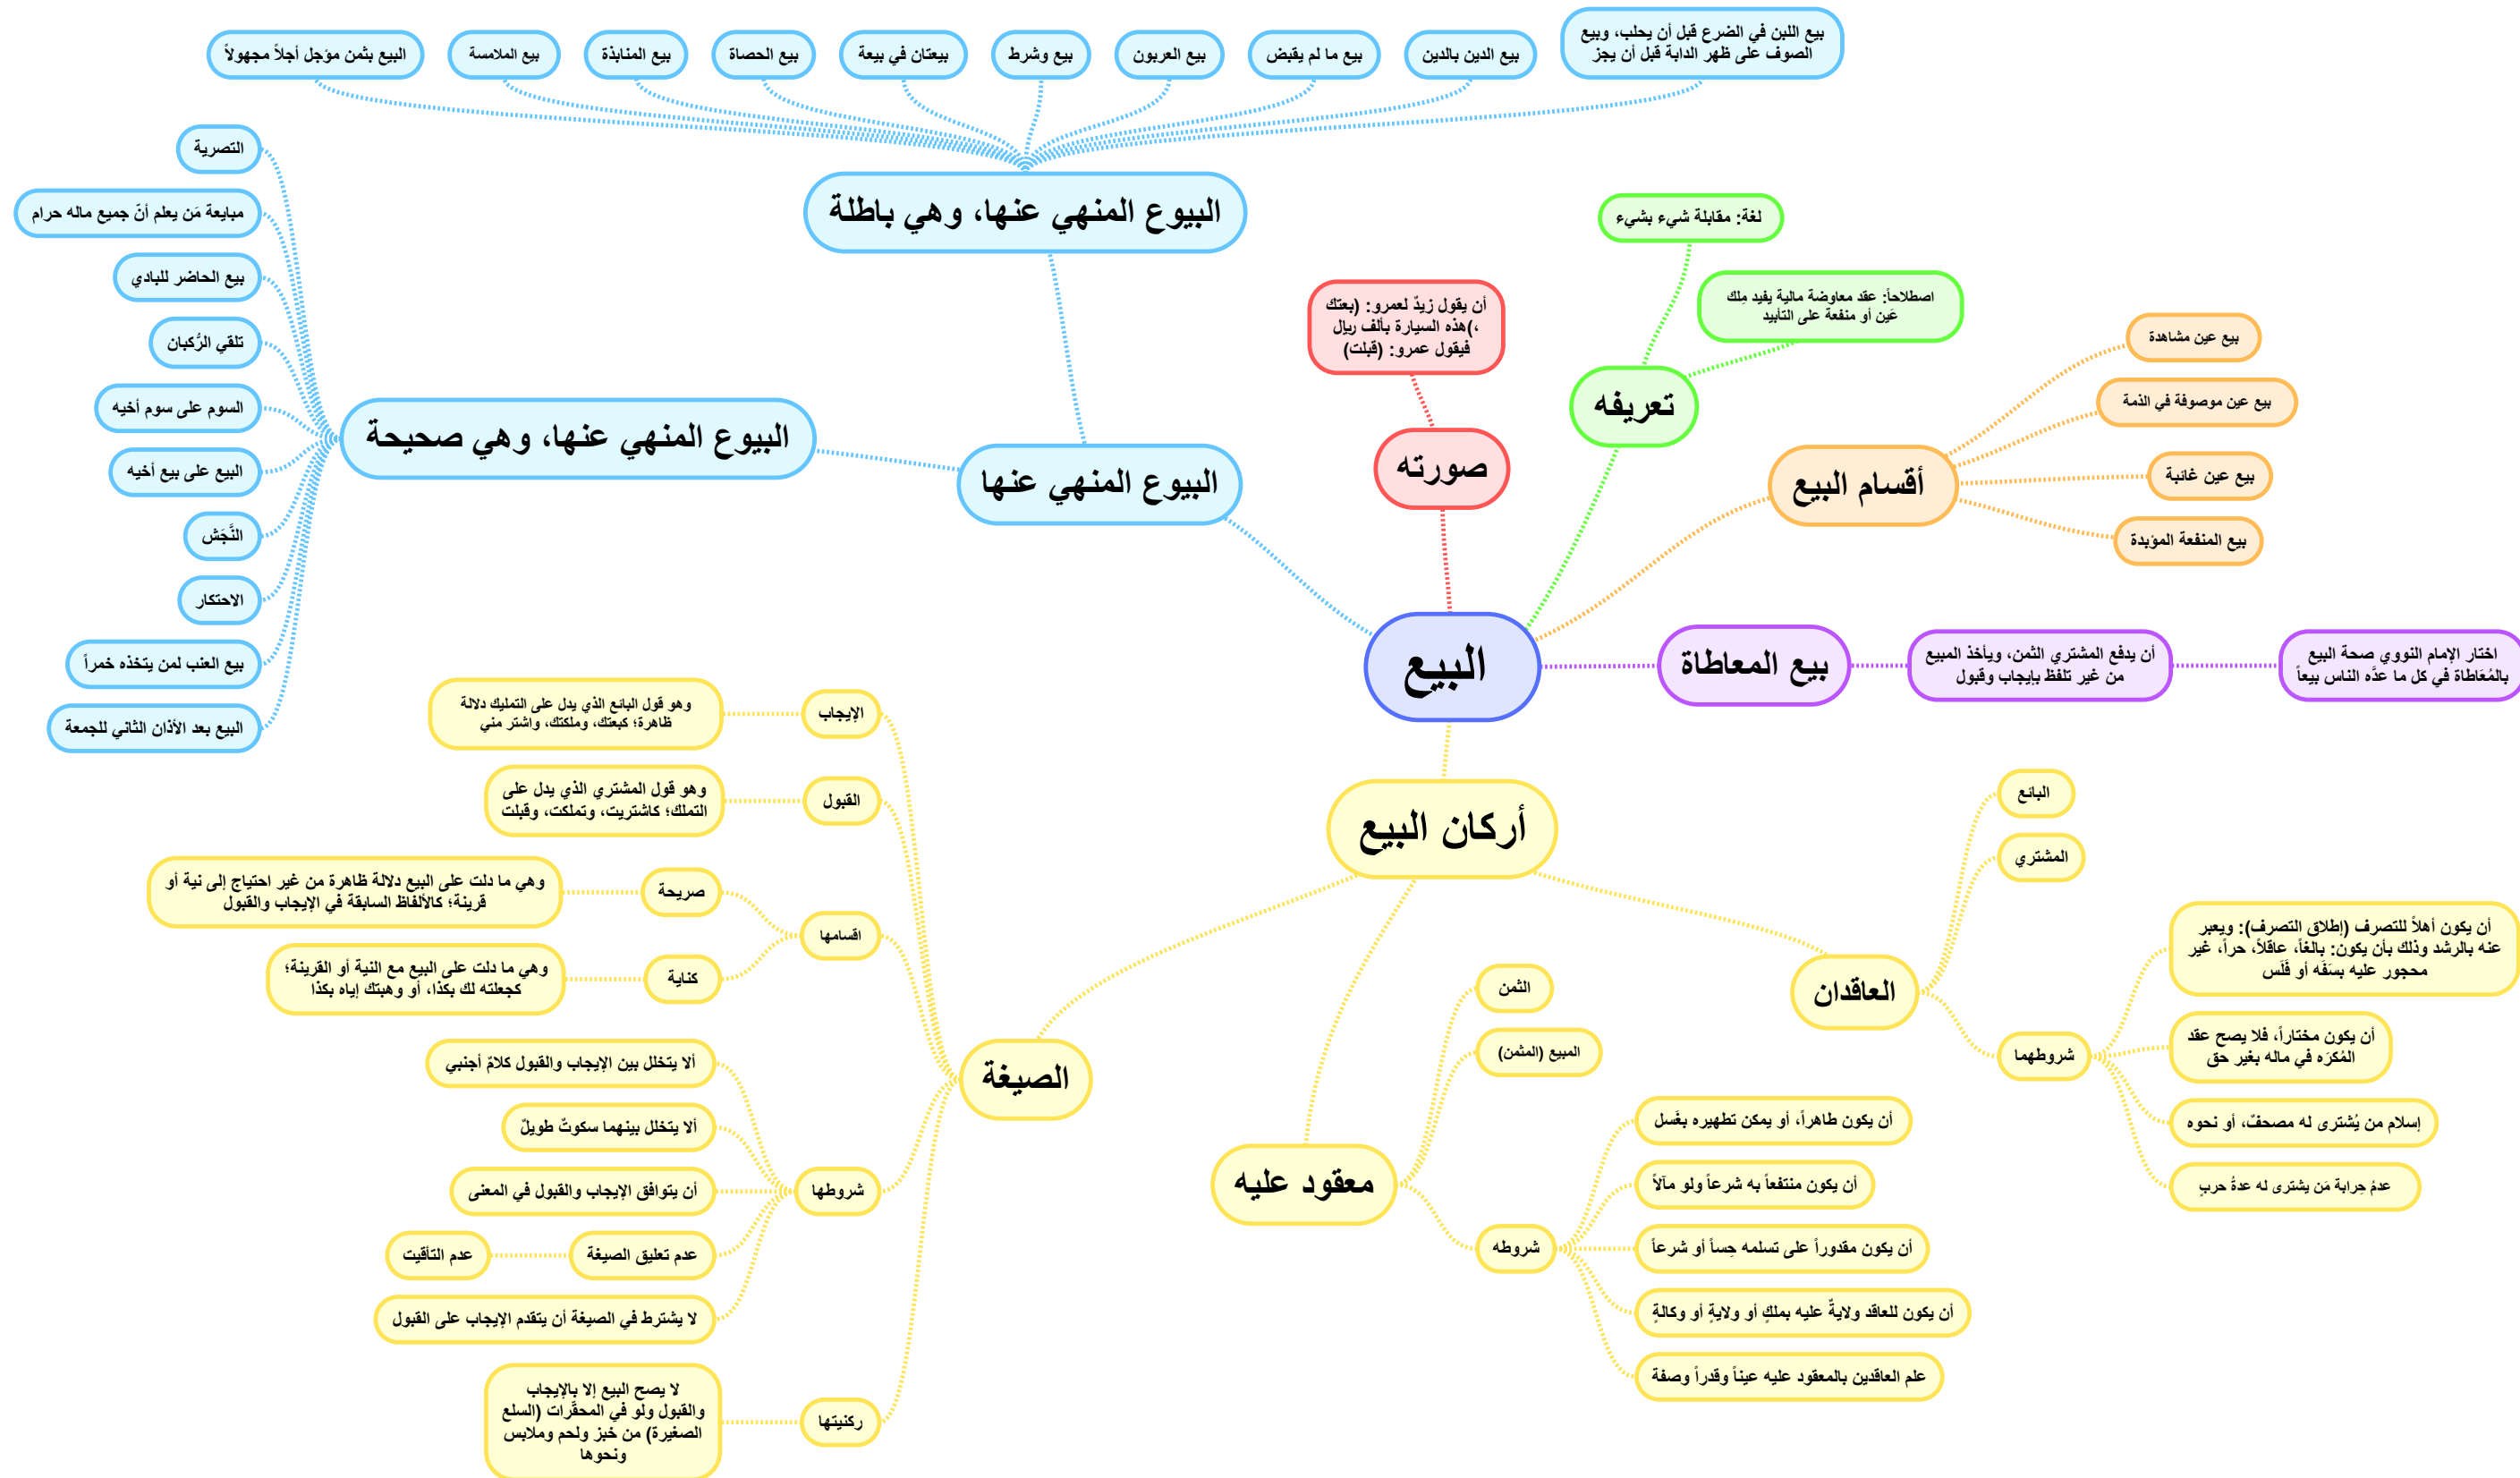 بيع اللبن في الضرع قبل أن يحلب، وبيع
الصوف على ظهر الدابة قبل أن يجز
بيع الدين بالدين
بيع ما لم يقبض
بيع العربون
بيع وشرط
بيعتان في بيعة
بيع الحصاة
بيع المنابذة
بيع الملامسة
البيع بثمن مؤجل أجلاً مجهولاً
البيوع المنهي عنها، وهي باطلة
التصرية
مبايعة مَن يعلم أنّ جميع ماله حرام
بيع الحاضر للبادي
تلقي الرُّكبان
السوم على سوم أخيه
البيع على بيع أخيه
النَّجَش
الاحتكار
بيع العنب لمن يتخذه خمراً
البيع بعد الأذان الثاني للجمعة
البيوع المنهي عنها، وهي صحيحة
البيوع المنهي عنها
أن يقول زيدٌ لعمرو: (بعتك
،)هذه السيارة بألف ريال
فيقول عمرو: (قبلت)
صورته
لغة: مقابلة شيء بشيء
اصطلاحاً: عقد معاوضة مالية يفيد مِلك
عَين أو منفعة على التأبيد
تعريفه
بيع عين مشاهدة
بيع عين موصوفة في الذمة
بيع عين غائبة
بيع المنفعة المؤبدة
أقسام البيع
البيع
بيع المعاطاة
أن يدفع المشتري الثمن، ويأخذ المبيع
من غير تلفظ بإيجاب وقبول
اختار الإمام النووي صحة البيع
بالمُعَاطاة في كل ما عدَّه الناس بيعاً
أركان البيع
العاقدان
البائع
المشتري
شروطهما
أن يكون أهلاً للتصرف (إطلاق التصرف): ويعبر
عنه بالرشد وذلك بأن يكون: بالغاً، عاقلاً، حراً، غير
محجور عليه بسَفَه أو فَلَس
أن يكون مختاراً، فلا يصح عقد
المُكرَه في ماله بغير حق
إسلام من يُشترى له مصحفٌ، أو نحوه
عدمُ حِرابة مَن يشترى له عدةُ حربٍ
معقود عليه
الثمن
المبيع (المثمن)
شروطه
أن يكون طاهراً، أو يمكن تطهيره بغَسل
أن يكون منتفعاً به شرعاً ولو مآلاً
أن يكون مقدوراً على تسلمه حِساً أو شرعاً
أن يكون للعاقد ولايةٌ عليه بملكٍ أو ولايةٍ أو وكالةٍ
علم العاقدين بالمعقود عليه عيناً وقدراً وصفة
الصيغة
الإيجاب
وهو قول البائع الذي يدل على التمليك دلالة
ظاهرة؛ كبعتك، وملكتك، واشتر مني
القبول
وهو قول المشتري الذي يدل على
التملك؛ كاشتريت، وتملكت، وقبلت
اقسامها
صريحة
وهي ما دلت على البيع دلالة ظاهرة من غير احتياج إلى نية أو
قرينة؛ كالألفاظ السابقة في الإيجاب والقبول
كناية
وهي ما دلت على البيع مع النية أو القرينة؛
كجعلته لك بكذا، أو وهبتك إياه بكذا
شروطها
ألا يتخلل بين الإيجاب والقبول كلامٌ أجنبي
ألا يتخلل بينهما سكوتٌ طويلٌ
أن يتوافق الإيجاب والقبول في المعنى
عدم تعليق الصيغة
عدم التأقيت
لا يشترط في الصيغة أن يتقدم الإيجاب على القبول
ركنيتها
لا يصح البيع إلا بالإيجاب
والقبول ولو في المحقَّرات (السلع
الصغيرة) من خبز ولحم وملابس
ونحوها